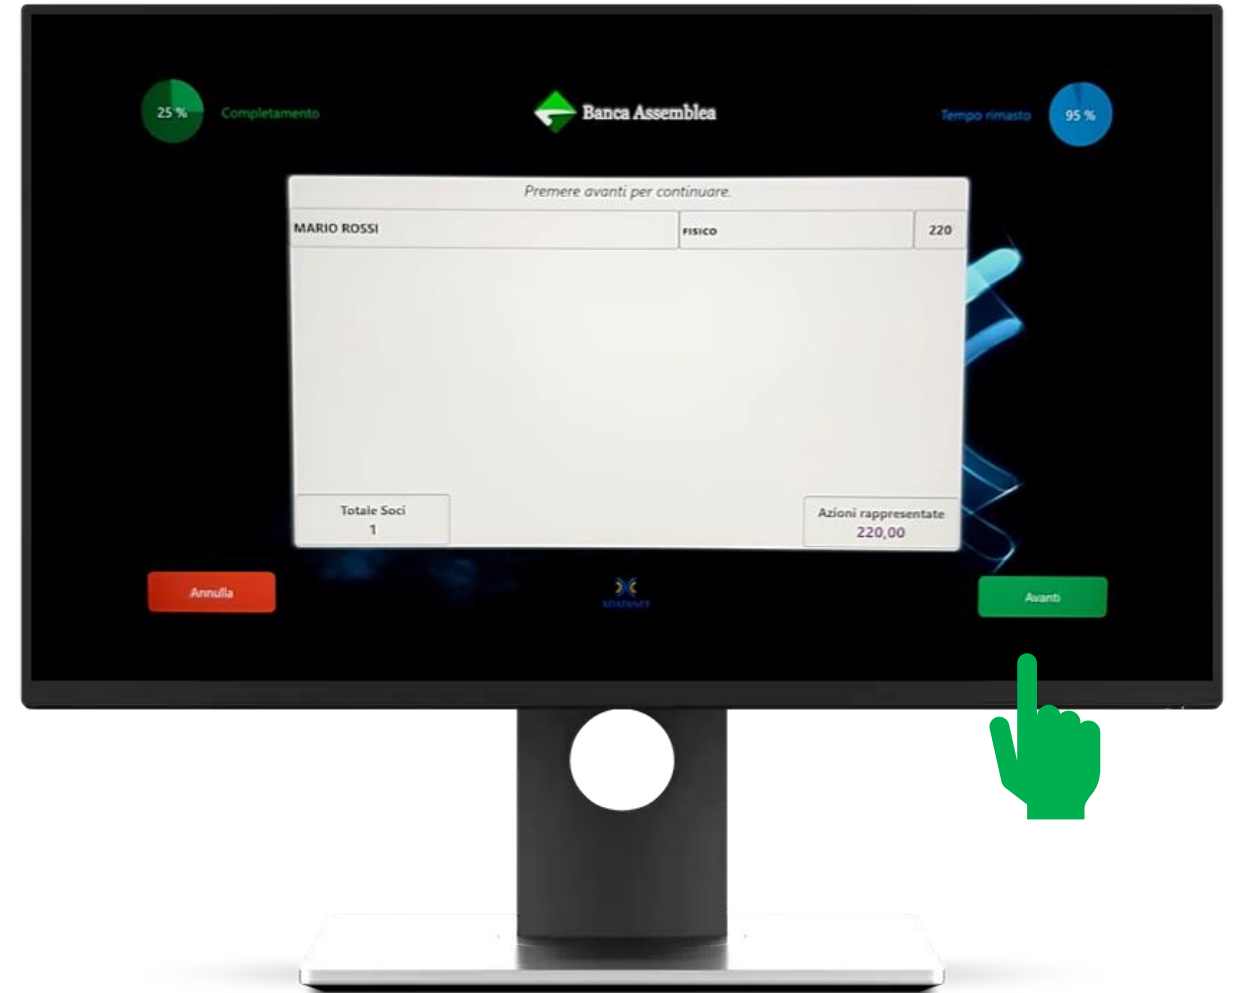 25 %
Completamento
Banca Assemblea
Tempo rimasto
95 %
Premere avanti per continuare.
MARIO ROSSI
FISICO
220
Totale Soci
1
Azioni rappresentate
220,00
Annulla
Avanti